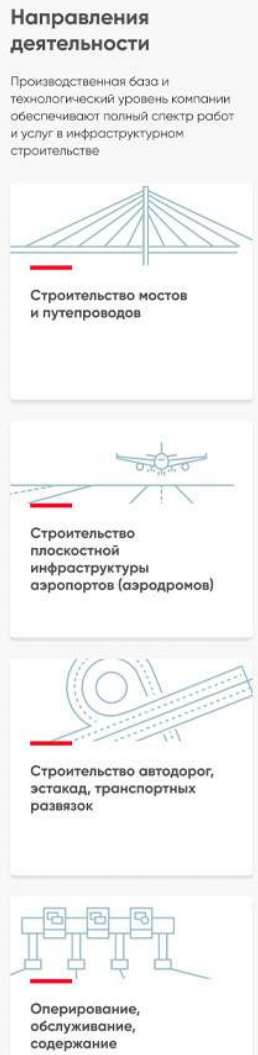 Направления
деятельности
Производственная база и
технологический уровень компании
обеспечивают полный спектр работ
и услуг в инфраструктурном
строительстве
Строительство мостов
и путепроводов
Строительство
плоскостной
инфраструктуры
аэропортов (аэродромов)
Строительство автодорог,
эстакад, транспортных
развязок
Оперирование,
обслуживание,
содержание